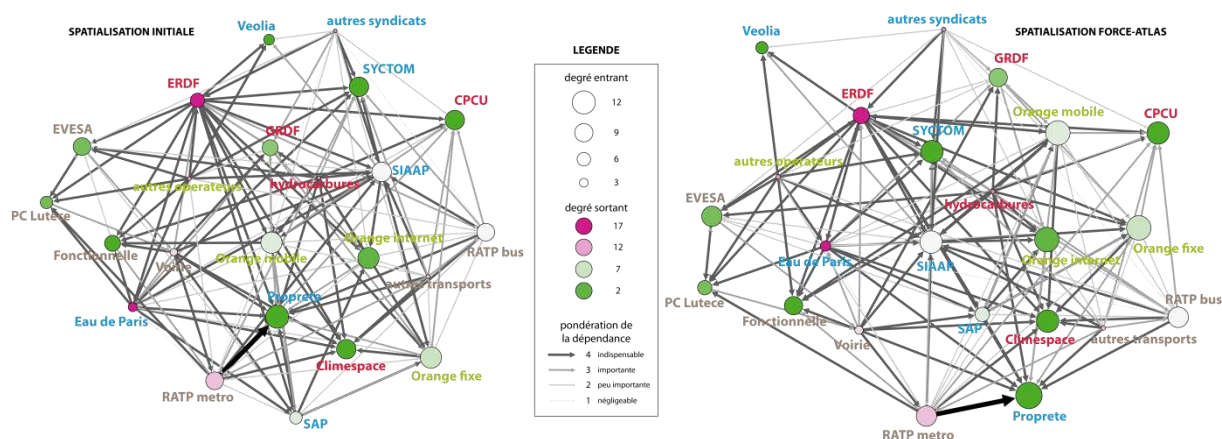 SPATIALISATION INITIALE
autres syndicats
Veolia
SYCTOM
ERDF
CPCU
EVESA
GRDF
SIAAP
autres operateurs
hydrocarbures
PC Lutece
Fonctionnelle
Voirie
Orange mobile
Orange internet
RATP bus
autres transports
Eau de Paris
Proprete
Climespace
Orange fixe
RATP metro
SAP
LEGENDE
degré entrant
12
9
6
3
degré sortant
17
12
7
2
pondération de
la dépendance
4 indispensable
3 importante
2 peu importante
1 négligeable
SPATIALISATION FORCE-ATLAS
autres syndicats
Veolia
GRDF
ERDF
Orange mobile
CPCU
SYCTOM
autres operateurs
EVESA
hydrocarbures
Eau de Paris
SIAAP
Orange internet
Orange fixe
PC Lutece
Fonctionnelle
Voirie
SAP
Climespace
RATP bus
autres transports
Proprete
RATP metro